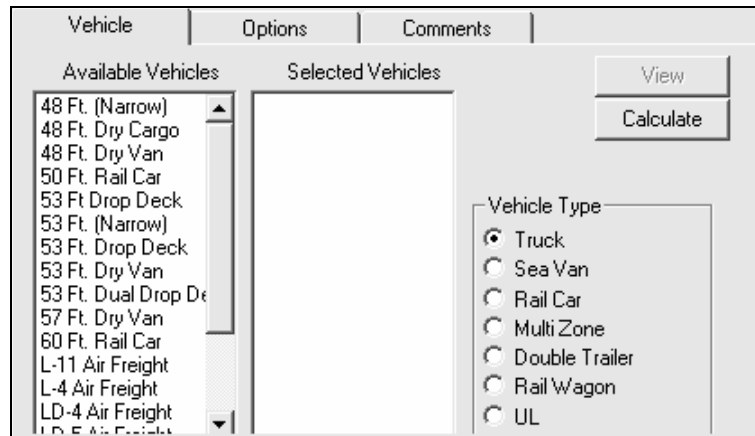 Vehicle
Options
Comments
Available Vehicles
Selected Vehicles
View
Calculate
48 Ft. (Narrow)
48 Ft. Dry Cargo
48 Ft. Dry Van
50 Ft. Rail Car
53 Ft Drop Deck
53 Ft. (Narrow)
53 Ft. Drop Deck
53 Ft. Dry Van
53 Ft. Dual Drop De
57 Ft. Dry Van
60 Ft. Rail Car
L-11 Air Freight
L-4 Air Freight
LD-4 Air Freight
Vehicle Type
Truck
Sea Van
Rail Car
Multi Zone
Double Trailer
Rail Wagon
UL